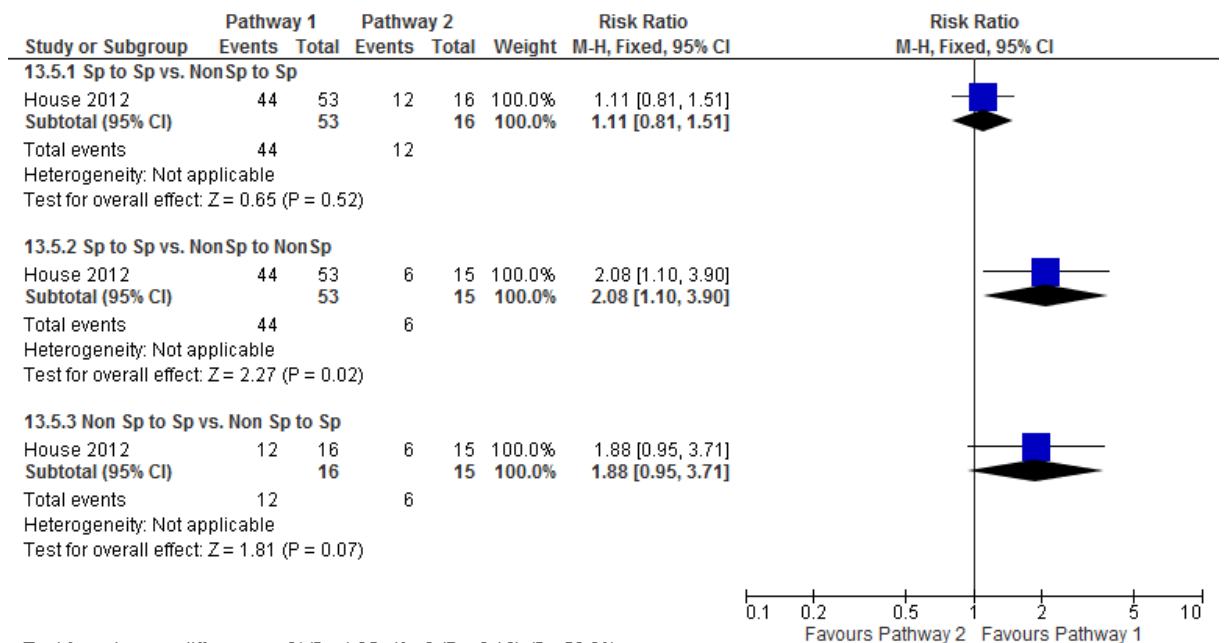 Pathway 1 Pathway 2 Risk Ratio Risk Ratio
Study or Subgroup Events Total Events Total Weight M-H, Fixed, 95% CI M-H, Fixed, 95% CI
13.5.1 Sp to Sp vs. NonSp to Sp
House 2012 44 53 12 16 100.0% 1.11 [0.81, 1.51]
Subtotal (95% CI) 53 16 100.0% 1.11 [0.81, 1.51]
Total events 44 12
Heterogeneity: Not applicable
Test for overall effect: Z = 0.65 (P = 0.52)
13.5.2 Sp to Sp vs. NonSp to NonSp
House 2012 44 53 6 15 100.0% 2.08 [1.10, 3.90]
Subtotal (95% CI) 53 15 100.0% 2.08 [1.10, 3.90]
Total events 44 6
Heterogeneity: Not applicable
Test for overall effect: Z = 2.27 (P = 0.02)
13.5.3 Non Sp to Sp vs. Non Sp to Sp
House 2012 12 16 6 15 100.0% 1.88 [0.95, 3.71]
Subtotal (95% CI) 16 15 100.0% 1.88 [0.95, 3.71]
Total events 12 6
Heterogeneity: Not applicable
Test for overall effect: Z = 1.81 (P = 0.07)
0.1 0.2 0.5 1 2 5 10
Favours Pathway 2 Favours Pathway 1